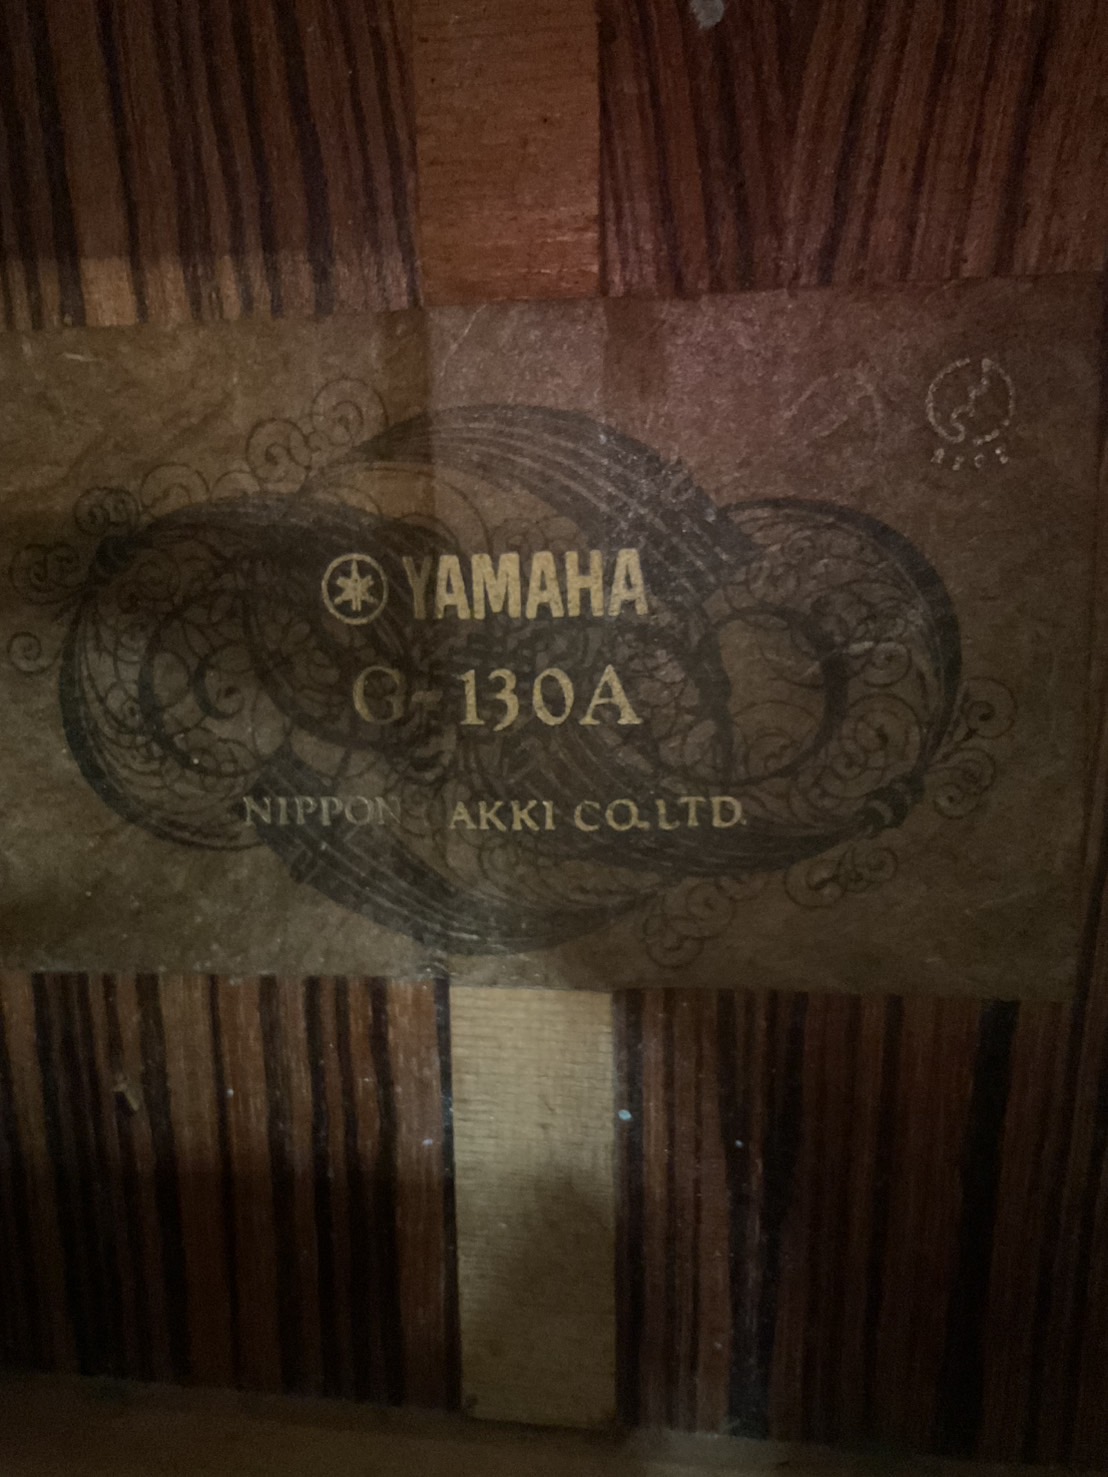 YAMAHA
G-130A
NIPPON AKKI CO.LTD.